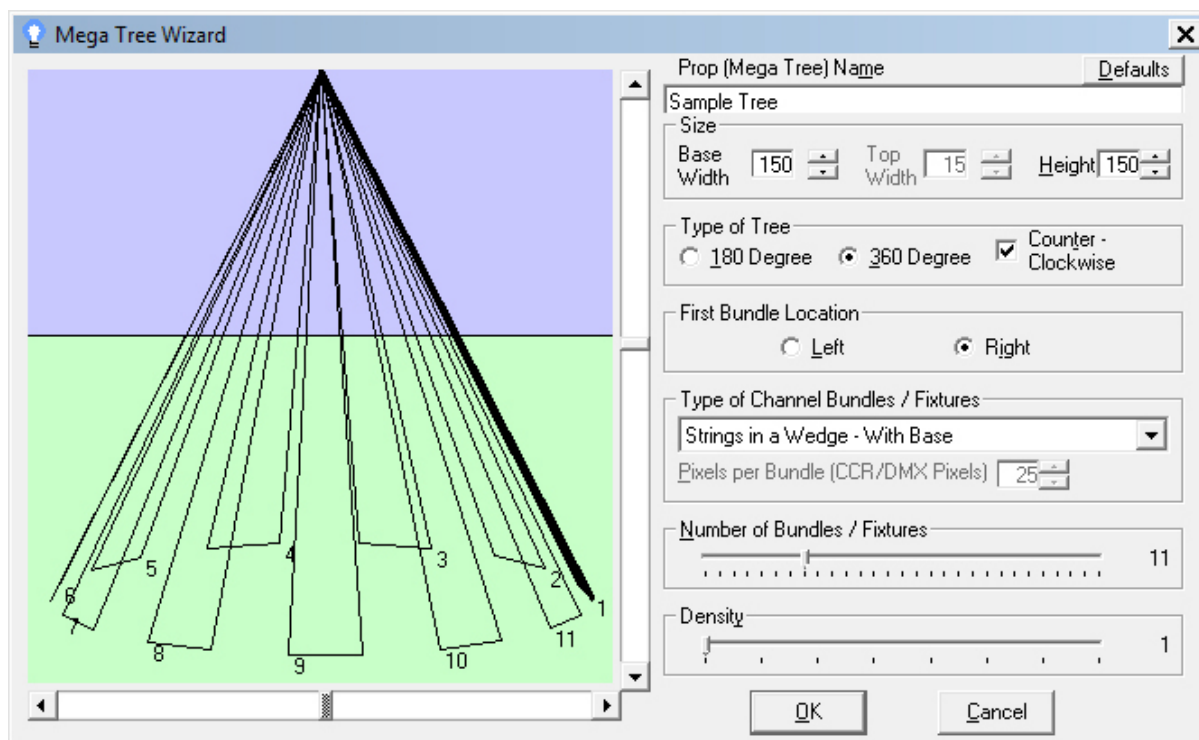 Mega Tree Wizard
Prop (Mega Tree) Name
Defaults
Sample Tree
Size
Base Width
150
Top Width
15
Height
150
Type of Tree
180 Degree
360 Degree
Counter - Clockwise
First Bundle Location
Left
Right
Type of Channel Bundles / Fixtures
Strings in a Wedge - With Base
Pixels per Bundle (CCR/DMX Pixels)
25
Number of Bundles / Fixtures
11
Density
1
OK
Cancel
5
4
3
2
6
1
7
8
9
10
11